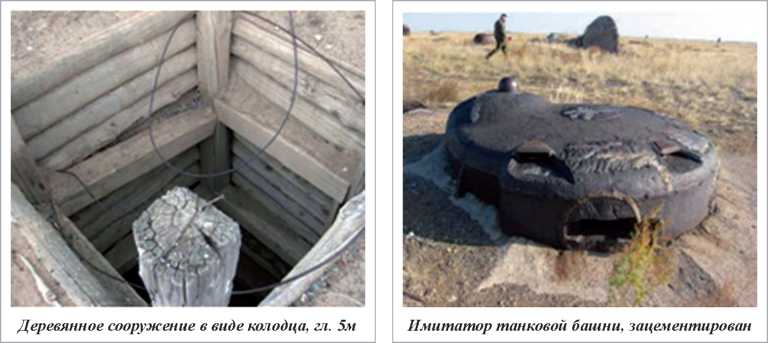 Деревянное сооружение в виде колодца, гл. 5м
Имитатор танковой башни, зацементирован